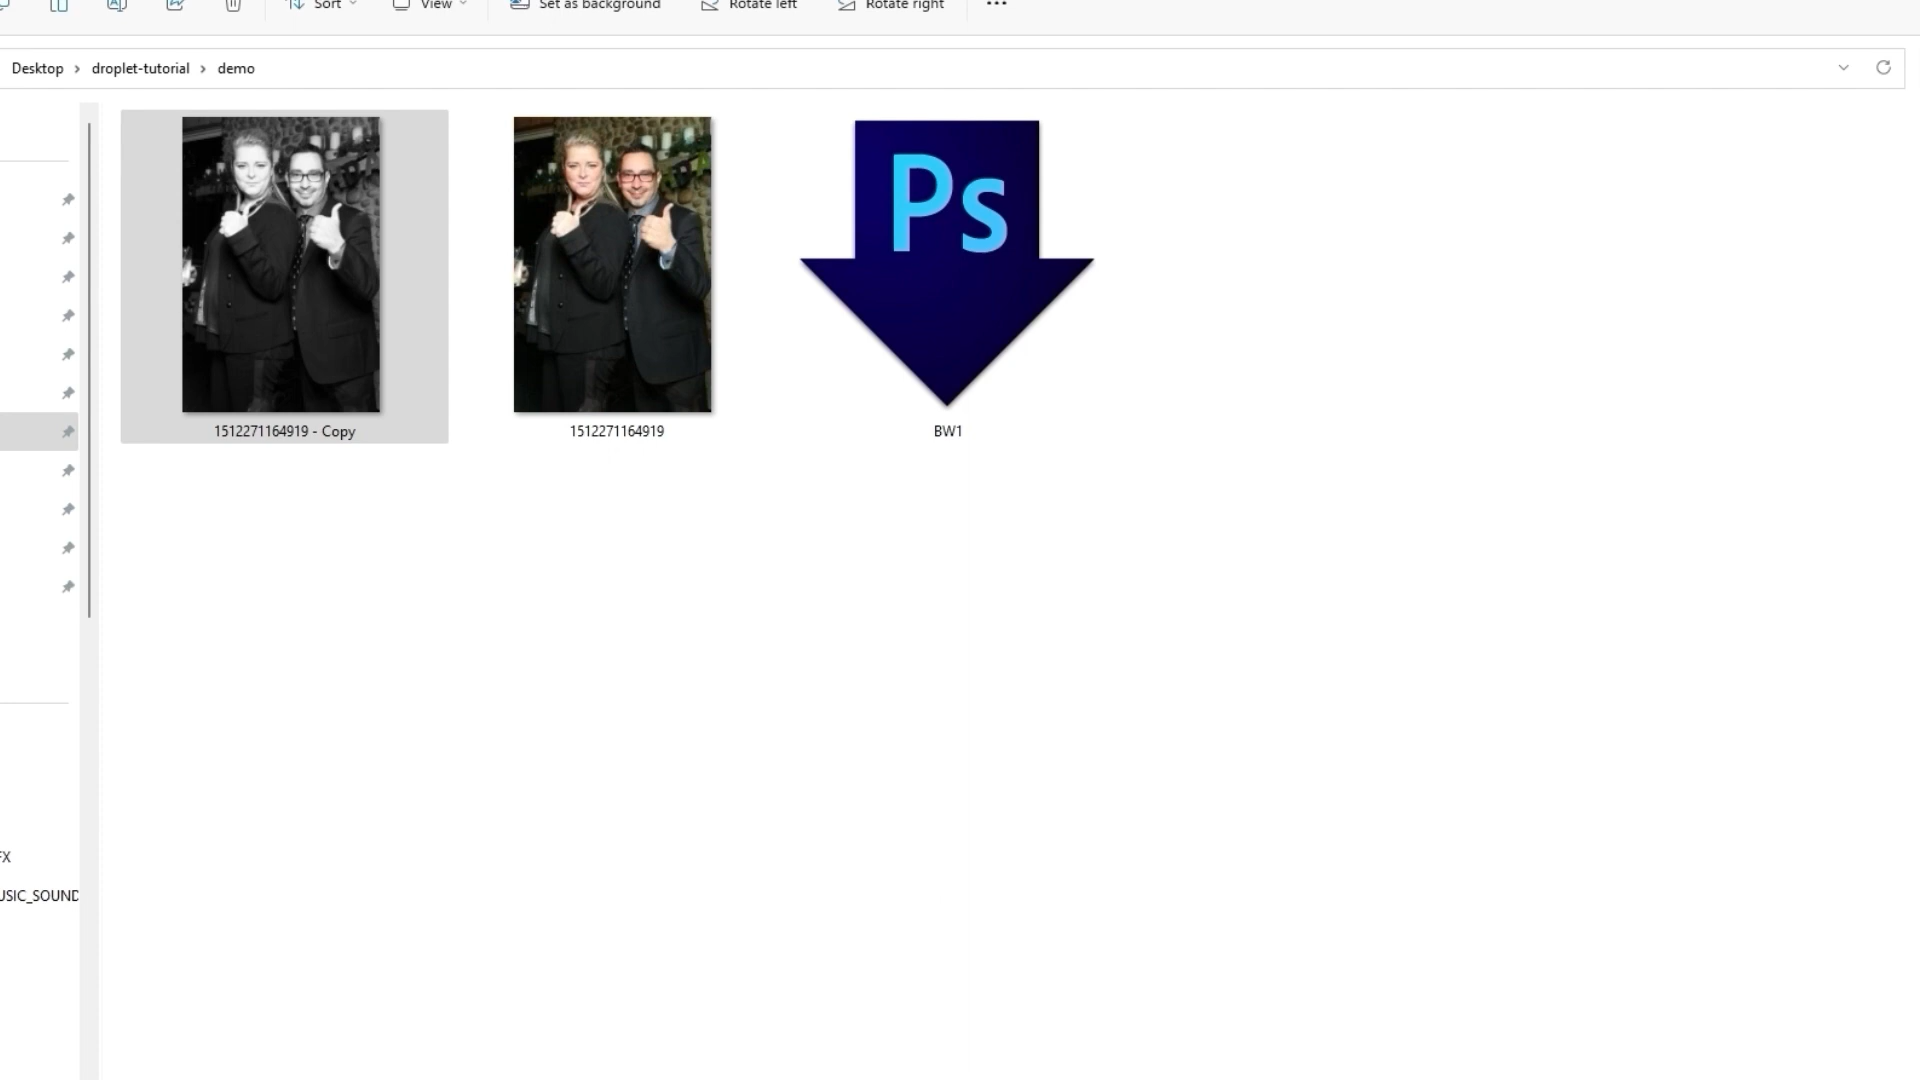 Sort
View
Set as background
Rotate left
Rotate right
Desktop > droplet-tutorial > demo
Ps
1512271164919 - Copy
1512271164919
BW1
FX
USIC_SOUND